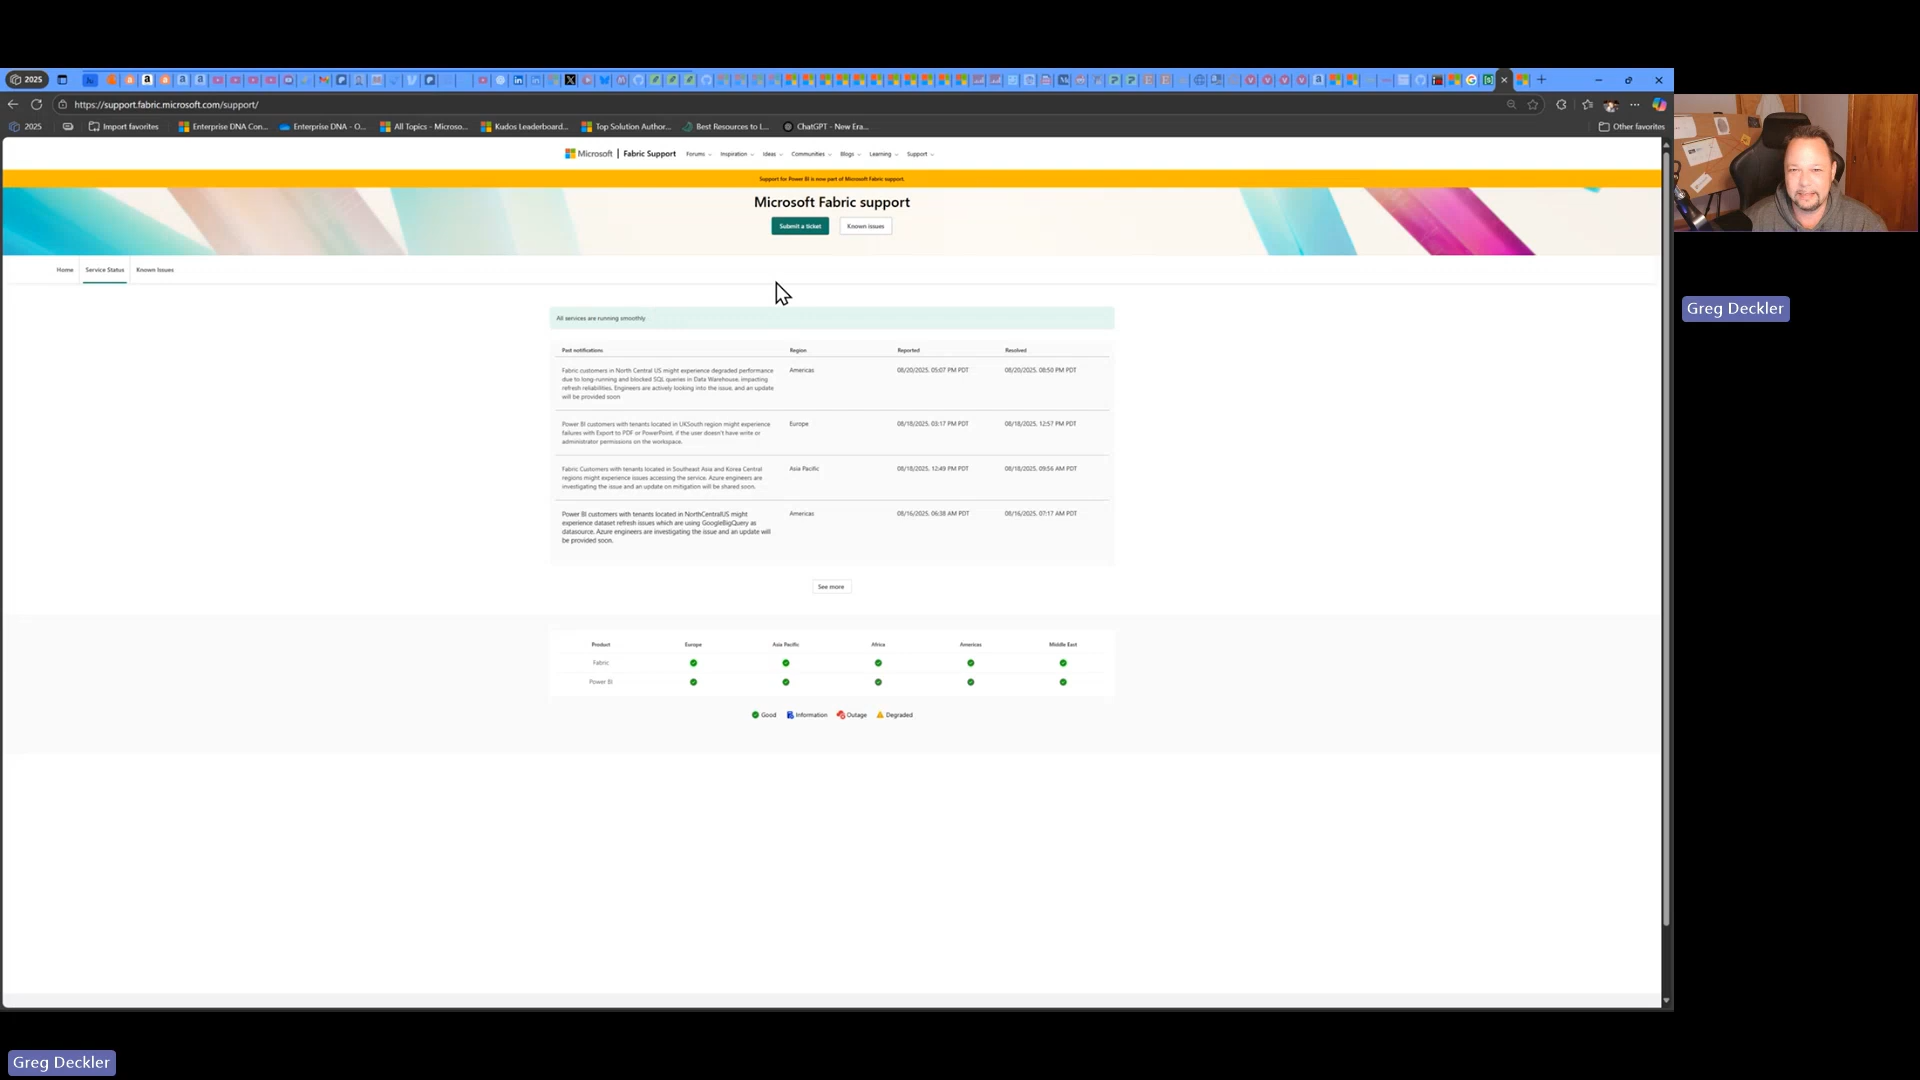 2025
https://support.fabric.microsoft.com/support/
2025
Import favorites
Enterprise DNA Con...
Enterprise DNA - O...
All Topics - Microso...
Kudos Leaderboard...
Top Solution Author...
Best Resources to L...
ChatGPT - New Era...
Other favorites
Microsoft | Fabric Support
Forums
Inspiration
Ideas
Communities
Blogs
Learning
Support
Support for Power BI is now part of Microsoft Fabric support.
Microsoft Fabric support
Submit a ticket
Known issues
Home
Service Status
Known Issues
All services are running smoothly
Past notifications Region Reported Resolved
Fabric customers in North Central US might experience degraded performance
due to long-running and blocked SQL queries in Data Warehouse, impacting
refresh reliabilities. Engineers are actively looking into the issue, and an update
will be provided soon
Americas
08/20/2025, 05:07 PM PDT
08/20/2025, 08:50 PM PDT
Power BI customers with tenants located in UKSouth region might experience
failures with Export to PDF or PowerPoint, if the user doesn't have write or
administrator permissions on the workspace.
Europe
08/18/2025, 03:17 PM PDT
08/18/2025, 12:57 PM PDT
Fabric Customers with tenants located in Southeast Asia and Korea Central
regions might experience issues accessing the service. Azure engineers are
investigating the issue and an update on mitigation will be shared soon.
Asia Pacific
08/18/2025, 12:49 PM PDT
08/18/2025, 09:56 AM PDT
Power BI customers with tenants located in NorthCentralUS might
experience dataset refresh issues which are using GoogleBigQuery as
datasource. Azure engineers are investigating the issue and an update will
be provided soon.
Americas
08/16/2025, 06:38 AM PDT
08/16/2025, 07:17 AM PDT
See more
Product Europe Asia Pacific Africa Americas Middle East
Fabric
Power BI
Good Information Outage Degraded
Greg Deckler
Greg Deckler